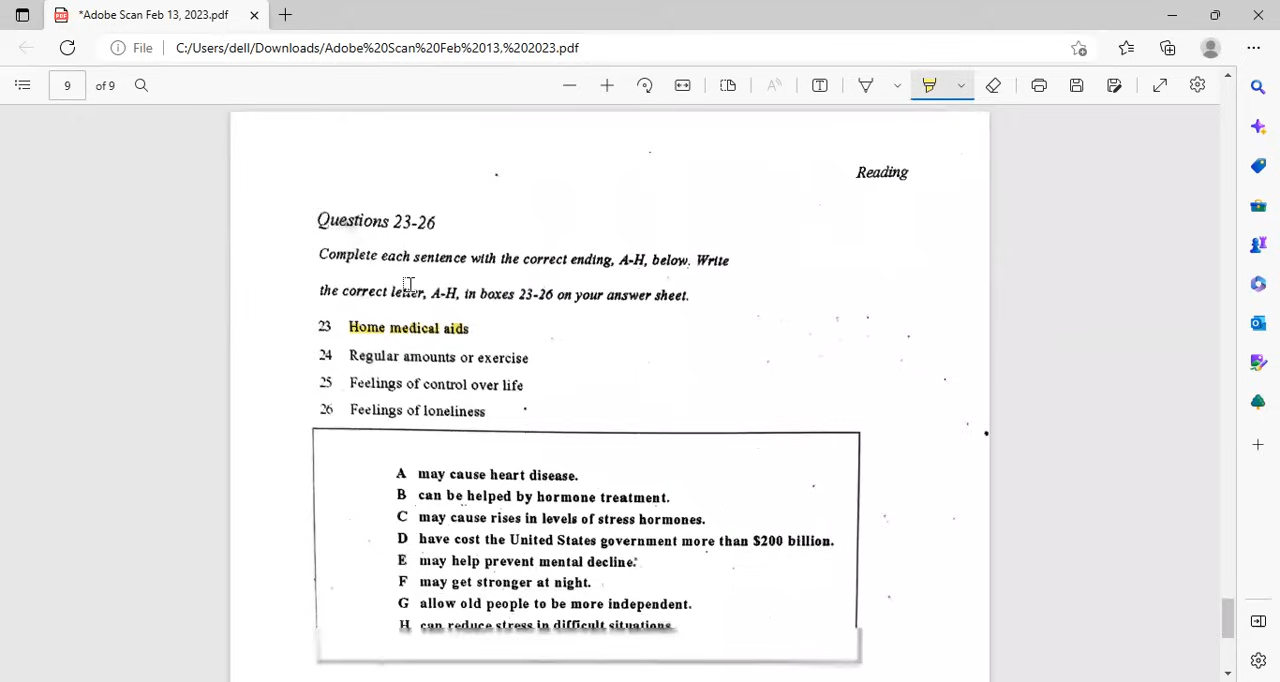 *Adobe Scan Feb 13, 2023.pdf
File C:/Users/dell/Downloads/Adobe%20Scan%20Feb%2013,%202023.pdf
9 of 9
Reading
Questions 23-26
Complete each sentence with the correct ending, A-H, below. Write
the correct letter, A-H, in boxes 23-26 on your answer sheet.
23 Home medical aids
24 Regular amounts or exercise
25 Feelings of control over life
26 Feelings of loneliness
A may cause heart disease.
B can be helped by hormone treatment.
C may cause rises in levels of stress hormones.
D have cost the United States government more than $200 billion.
E may help prevent mental decline.
F may get stronger at night.
G allow old people to be more independent.
H can reduce stress in difficult situations